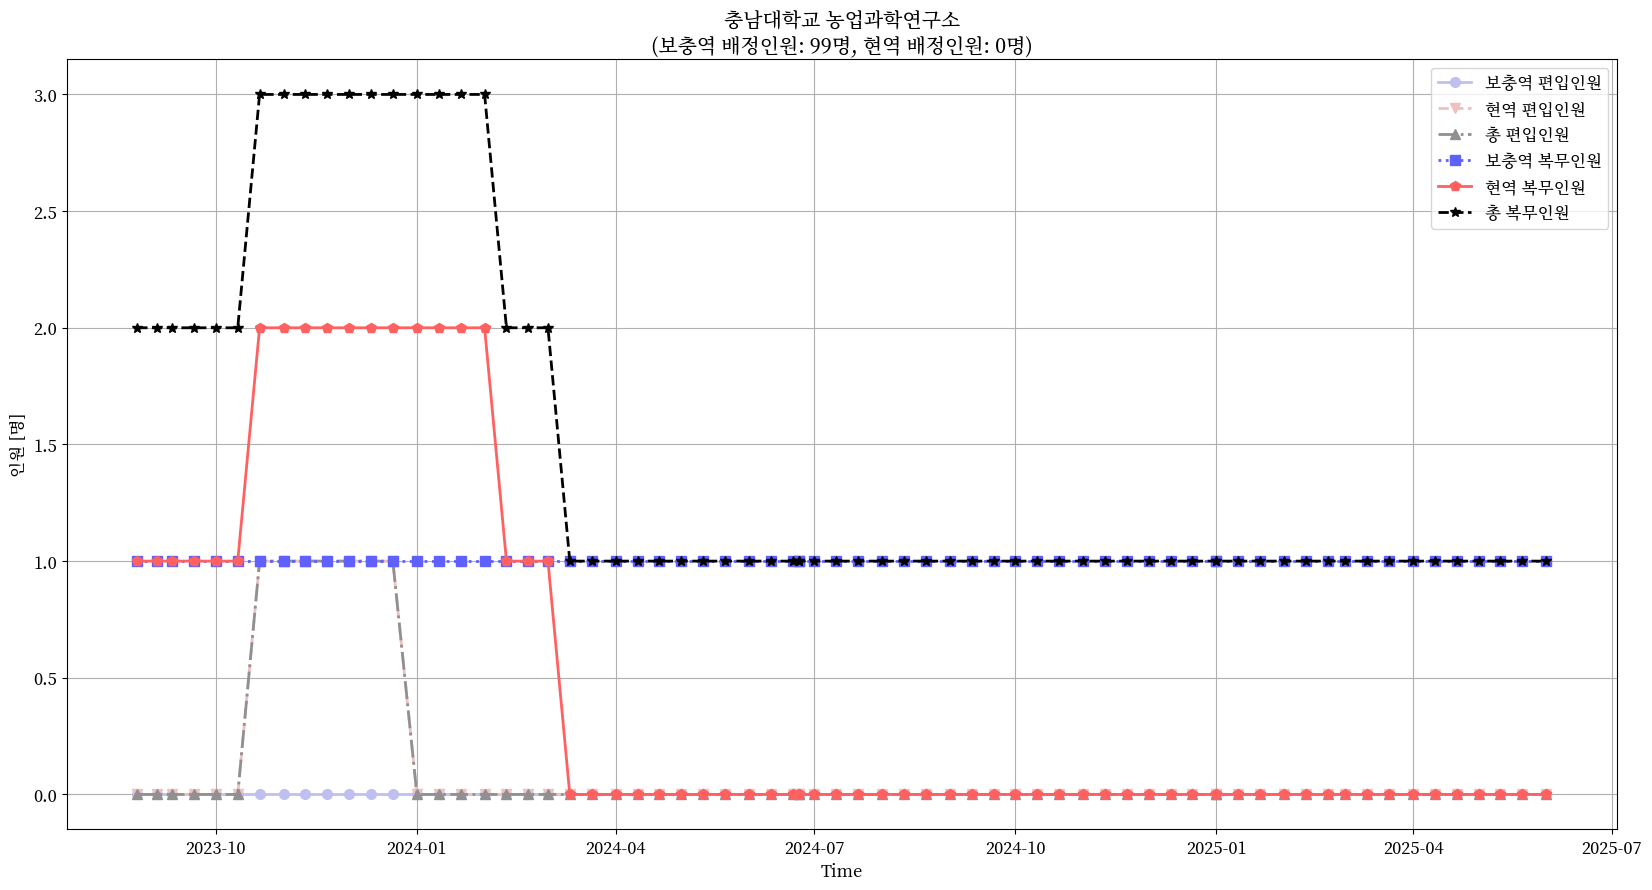 충남대학교 농업과학연구소
(보충역 배정인원: 99명, 현역 배정인원: 0명)
보충역 편입인원
현역 편입인원
총 편입인원
보충역 복무인원
현역 복무인원
총 복무인원
인원 [명]
3.0
2.5
2.0
1.5
1.0
0.5
0.0
2023-10
2024-01
2024-04
2024-07
2024-10
2025-01
2025-04
2025-07
Time